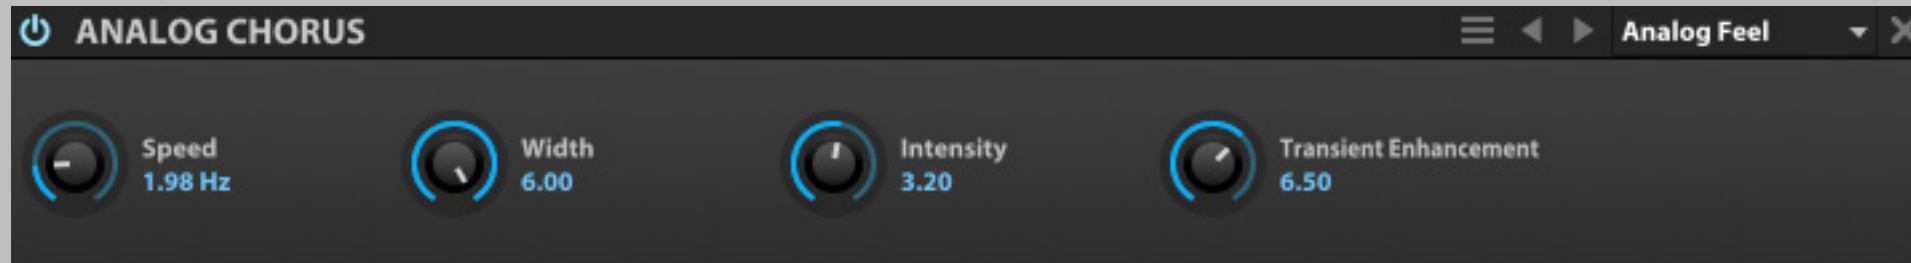 ANALOG CHORUS
Analog Feel
Speed
1.98 Hz
Width
6.00
Intensity
3.20
Transient Enhancement
6.50